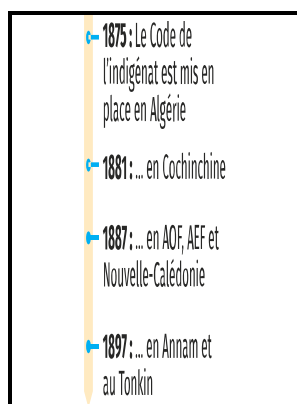 1875 : Le Code de
l'indigénat est mis en
place en Algérie
1881 : ... en Cochinchine
1887 : ... en AOF, AEF et
Nouvelle-Calédonie
1897 : ... en Annam et
au Tonkin